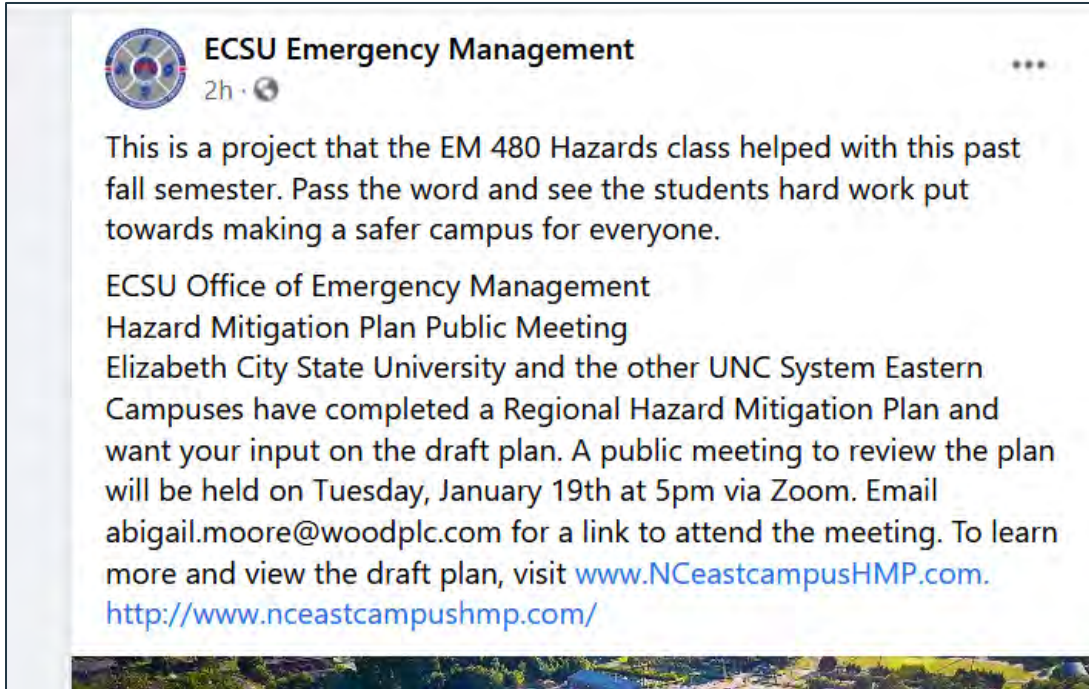 ECSU Emergency Management
2h ·
This is a project that the EM 480 Hazards class helped with this past
fall semester. Pass the word and see the students hard work put
towards making a safer campus for everyone.
ECSU Office of Emergency Management
Hazard Mitigation Plan Public Meeting
Elizabeth City State University and the other UNC System Eastern
Campuses have completed a Regional Hazard Mitigation Plan and
want your input on the draft plan. A public meeting to review the plan
will be held on Tuesday, January 19th at 5pm via Zoom. Email
abigail.moore@woodplc.com for a link to attend the meeting. To learn
more and view the draft plan, visit www.NCeastcampusHMP.com.
http://www.nceastcampushmp.com/